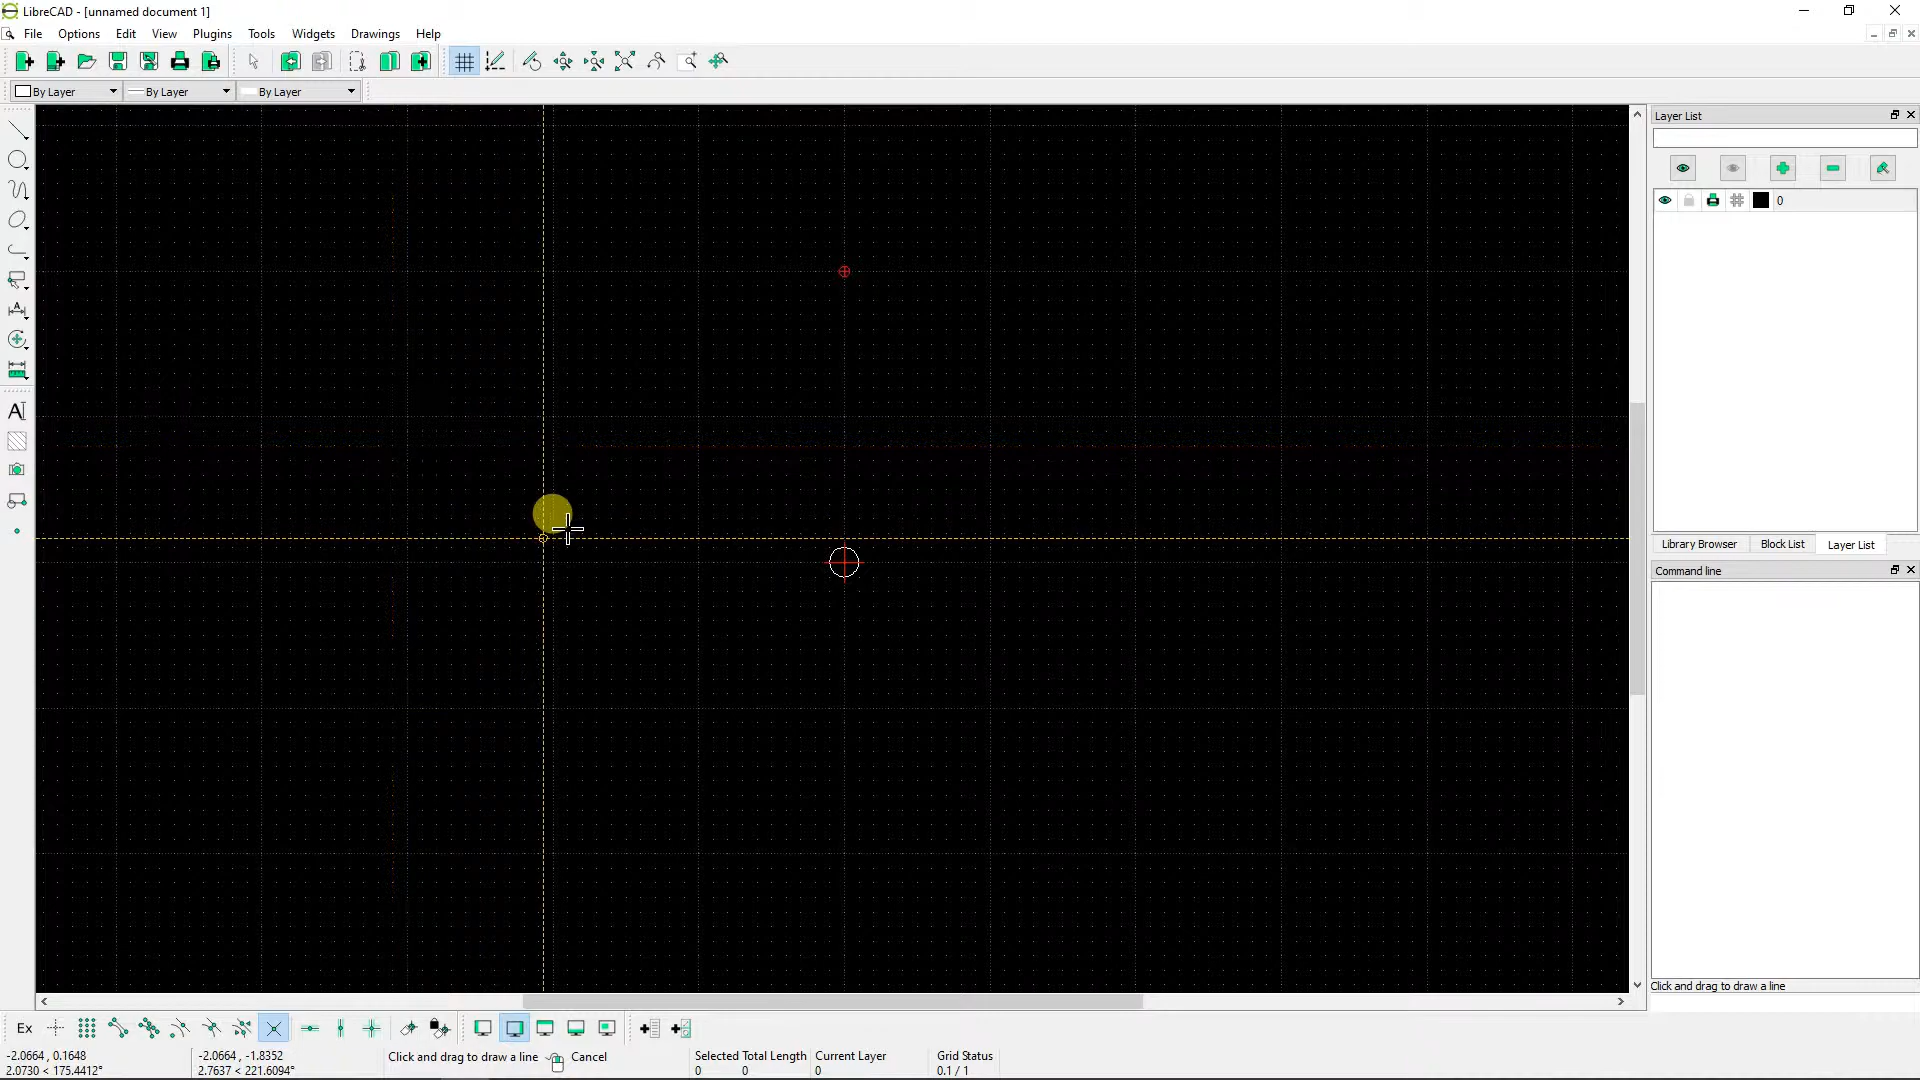 LibreCAD - [unnamed document 1]
File Options Edit View Plugins Tools Widgets Drawings Help
By Layer By Layer By Layer
Layer List
0
Library Browser Block List Layer List
Command line
Click and drag to draw a line
Ex
-2.0664 , 0.1648 -2.0664 , -1.8352 Click and drag to draw a line Cancel Selected Total Length Current Layer Grid Status
2.0730 < 175.4412° 2.7637 < 221.6094° 0 0 0 0.1 / 1